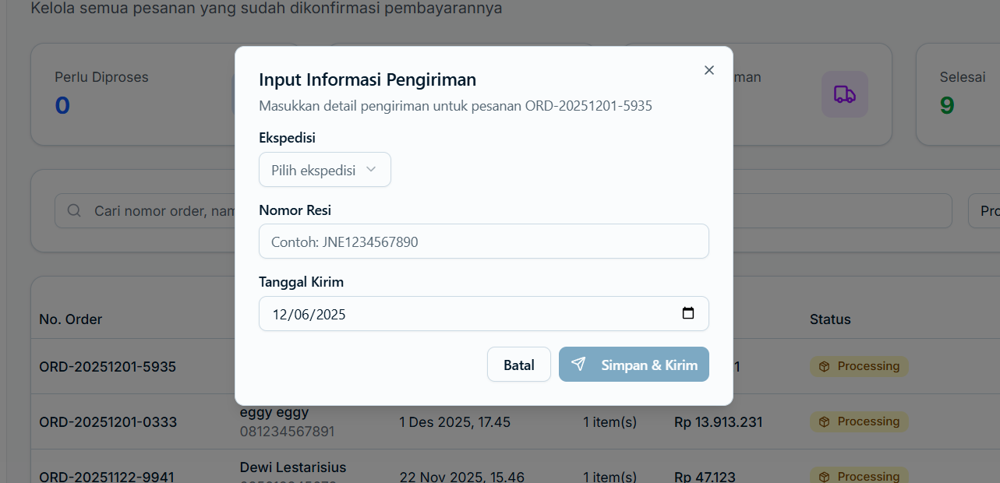 Kelola semua pesanan yang sudah dikonfirmasi pembayarannya
Perlu Diproses
0
man
Selesai
9
Input Informasi Pengiriman
Masukkan detail pengiriman untuk pesanan ORD-20251201-5935
Ekspedisi
Pilih ekspedisi
Nomor Resi
Contoh: JNE1234567890
Tanggal Kirim
12/06/2025
Batal
Simpan & Kirim
Cari nomor order, nam
Pro
No. Order
Status
ORD-20251201-5935
1
Processing
ORD-20251201-0333
eggy eggy
081234567891
1 Des 2025, 17.45
1 item(s)
Rp 13.913.231
Processing
ORD-20251122-9941
Dewi Lestarisius
22 Nov 2025, 15.46
1 item(s)
Rp 47.123
Processing